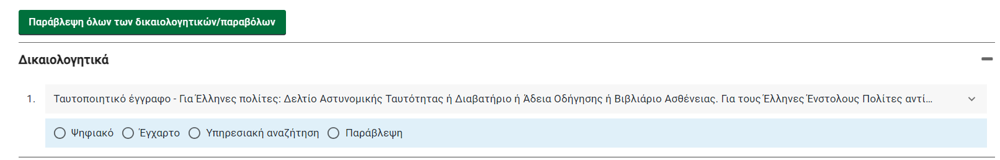 Παράβλεψη όλων των δικαιολογητικών/παραβόλων
Δικαιολογητικά
1. Ταυτοποιητικό έγγραφο - Για Έλληνες πολίτες: Δελτίο Αστυνομικής Ταυτότητας ή Διαβατήριο ή Άδεια Οδήγησης ή Βιβλιάριο Ασθένειας. Για τους Έλληνες Ένστολους Πολίτες αντί...
Ψηφιακό Έγχαρτο Υπηρεσιακή αναζήτηση Παράβλεψη